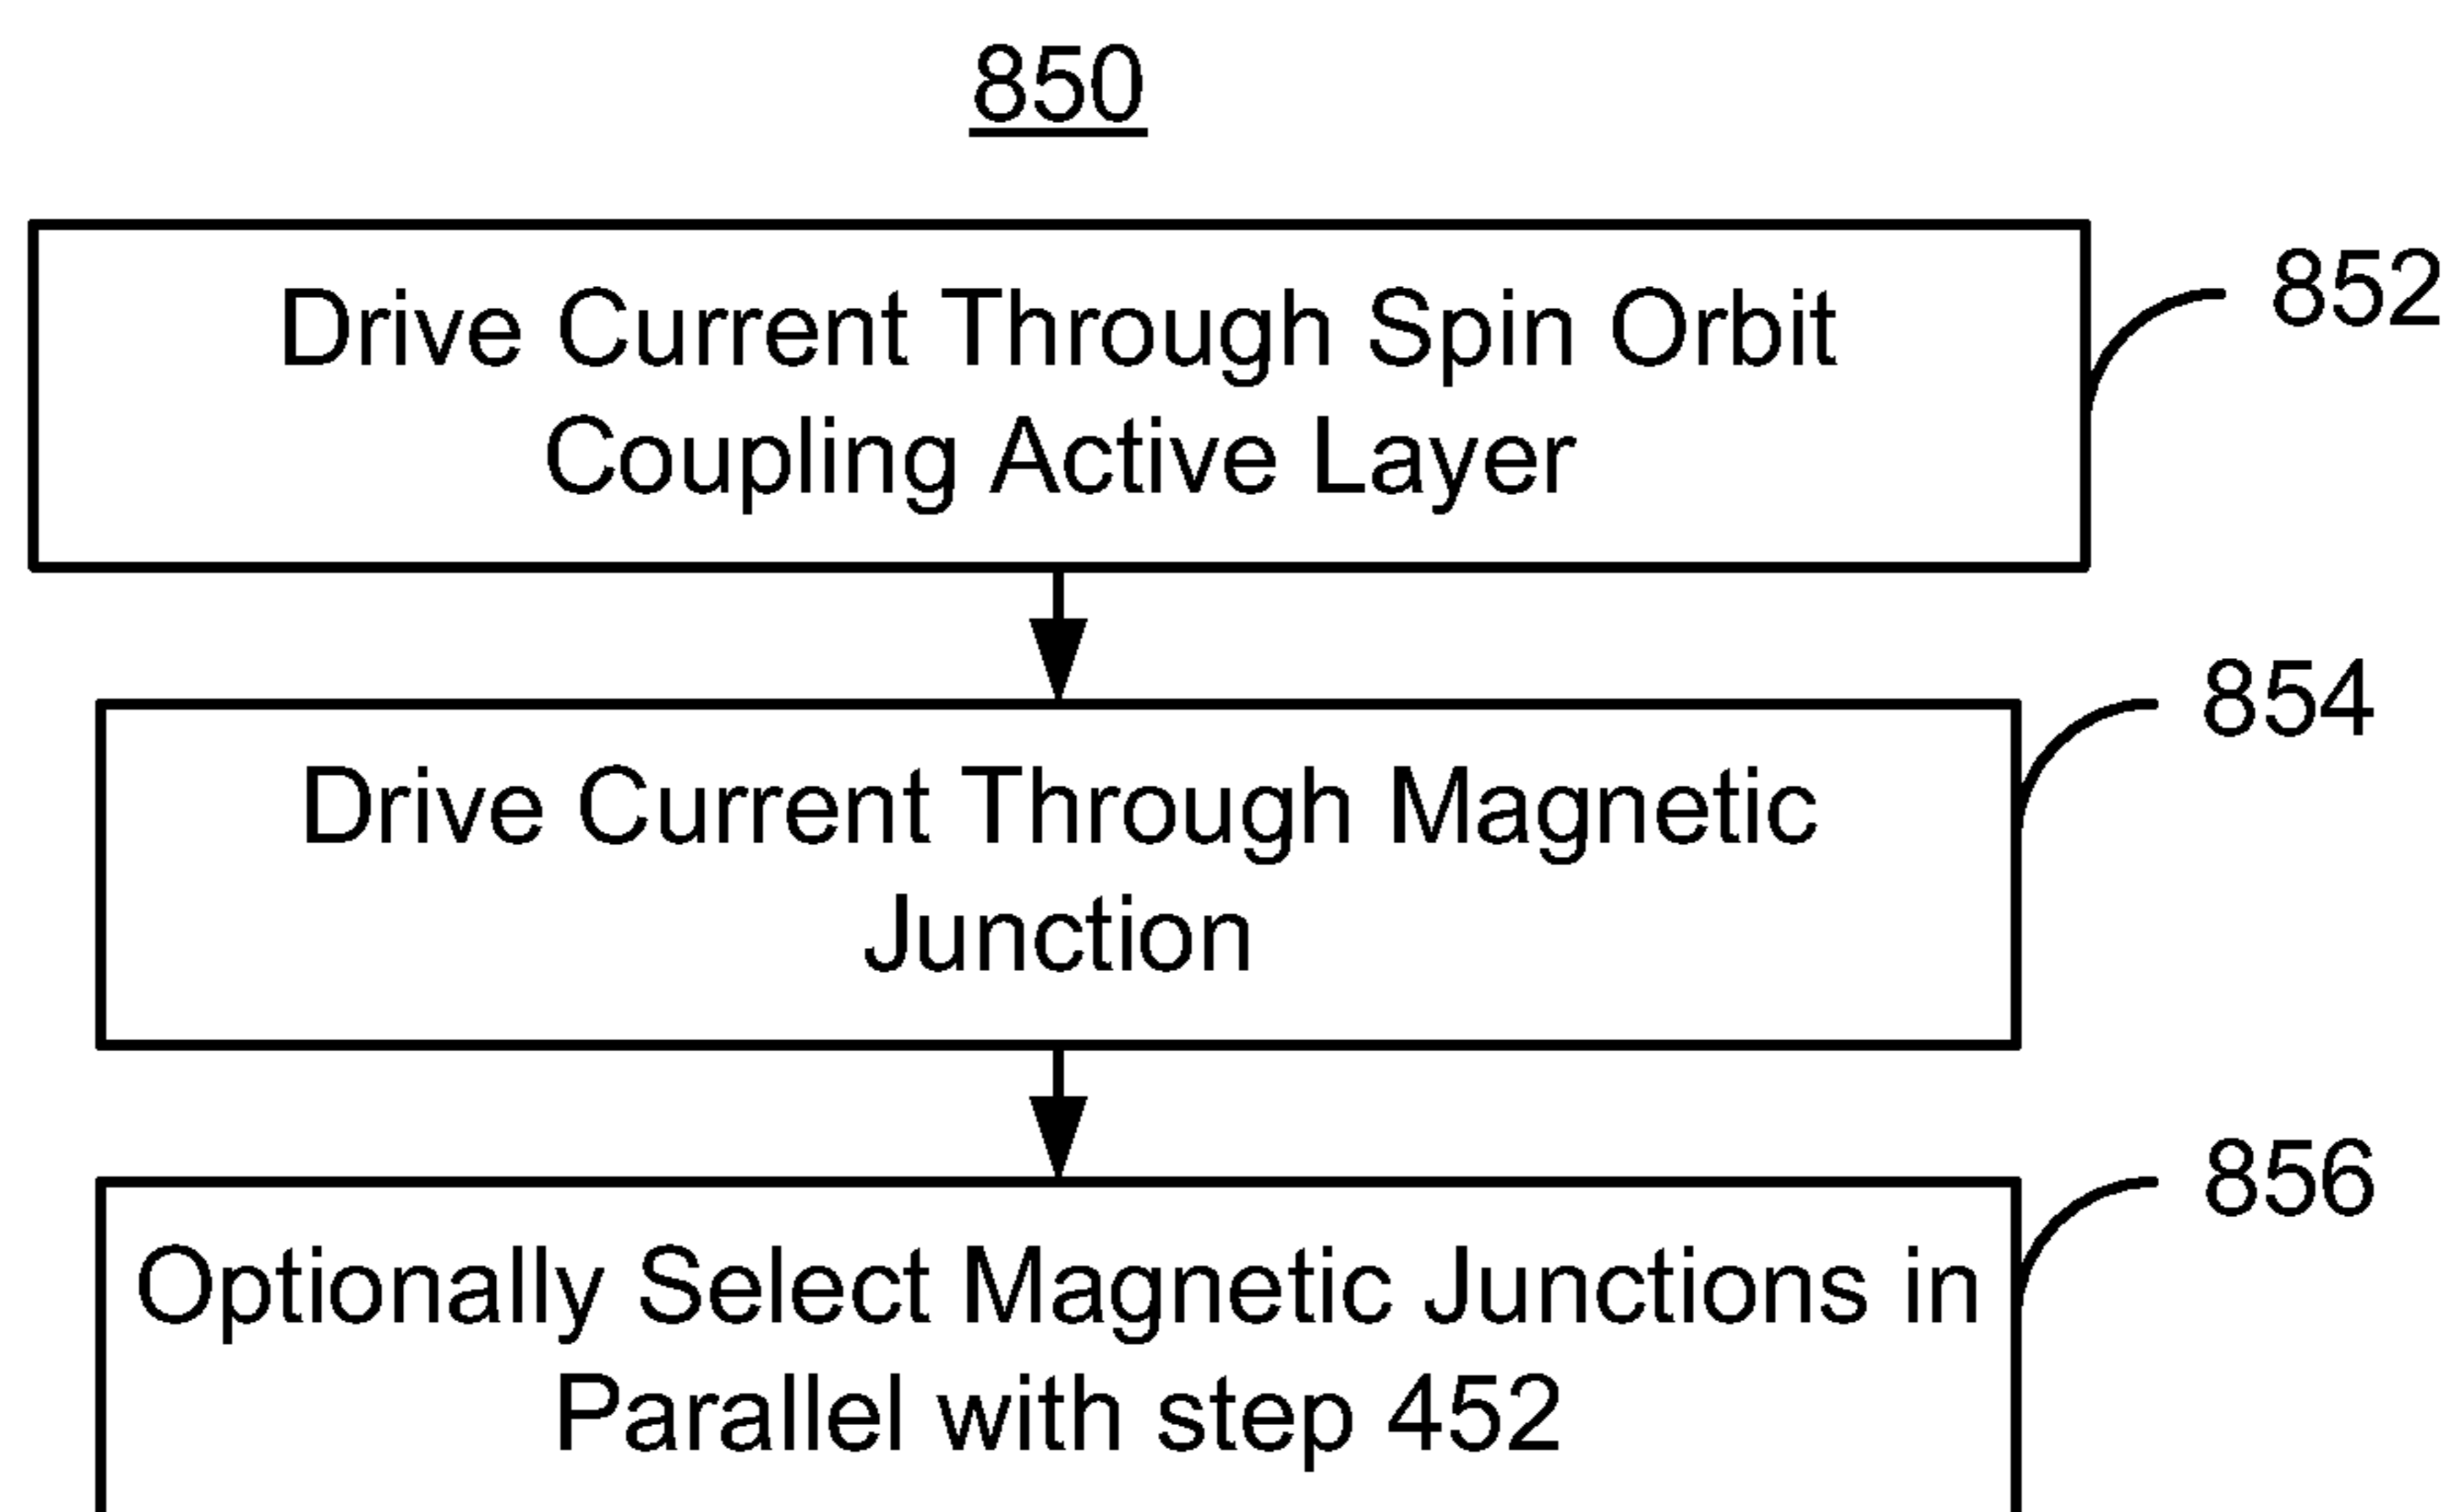 850
Drive Current Through Spin Orbit
Coupling Active Layer
852
Drive Current Through Magnetic
Junction
854
Optionally Select Magnetic Junctions in
Parallel with step 452
856